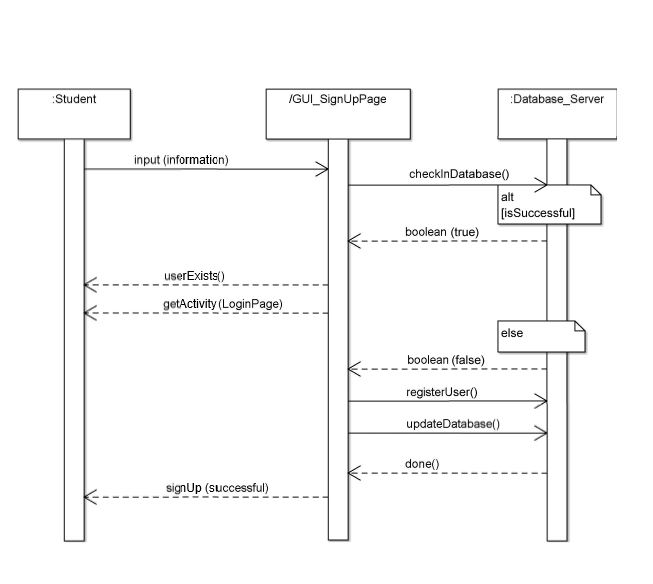 :Student
/GUI_SignUpPage
:Database_Server
input (information)
checkInDatabase()
alt
[isSuccessful]
boolean (true)
userExists()
getActivity(LoginPage)
else
boolean (false)
registerUser()
updateDatabase()
done()
signUp (successful)